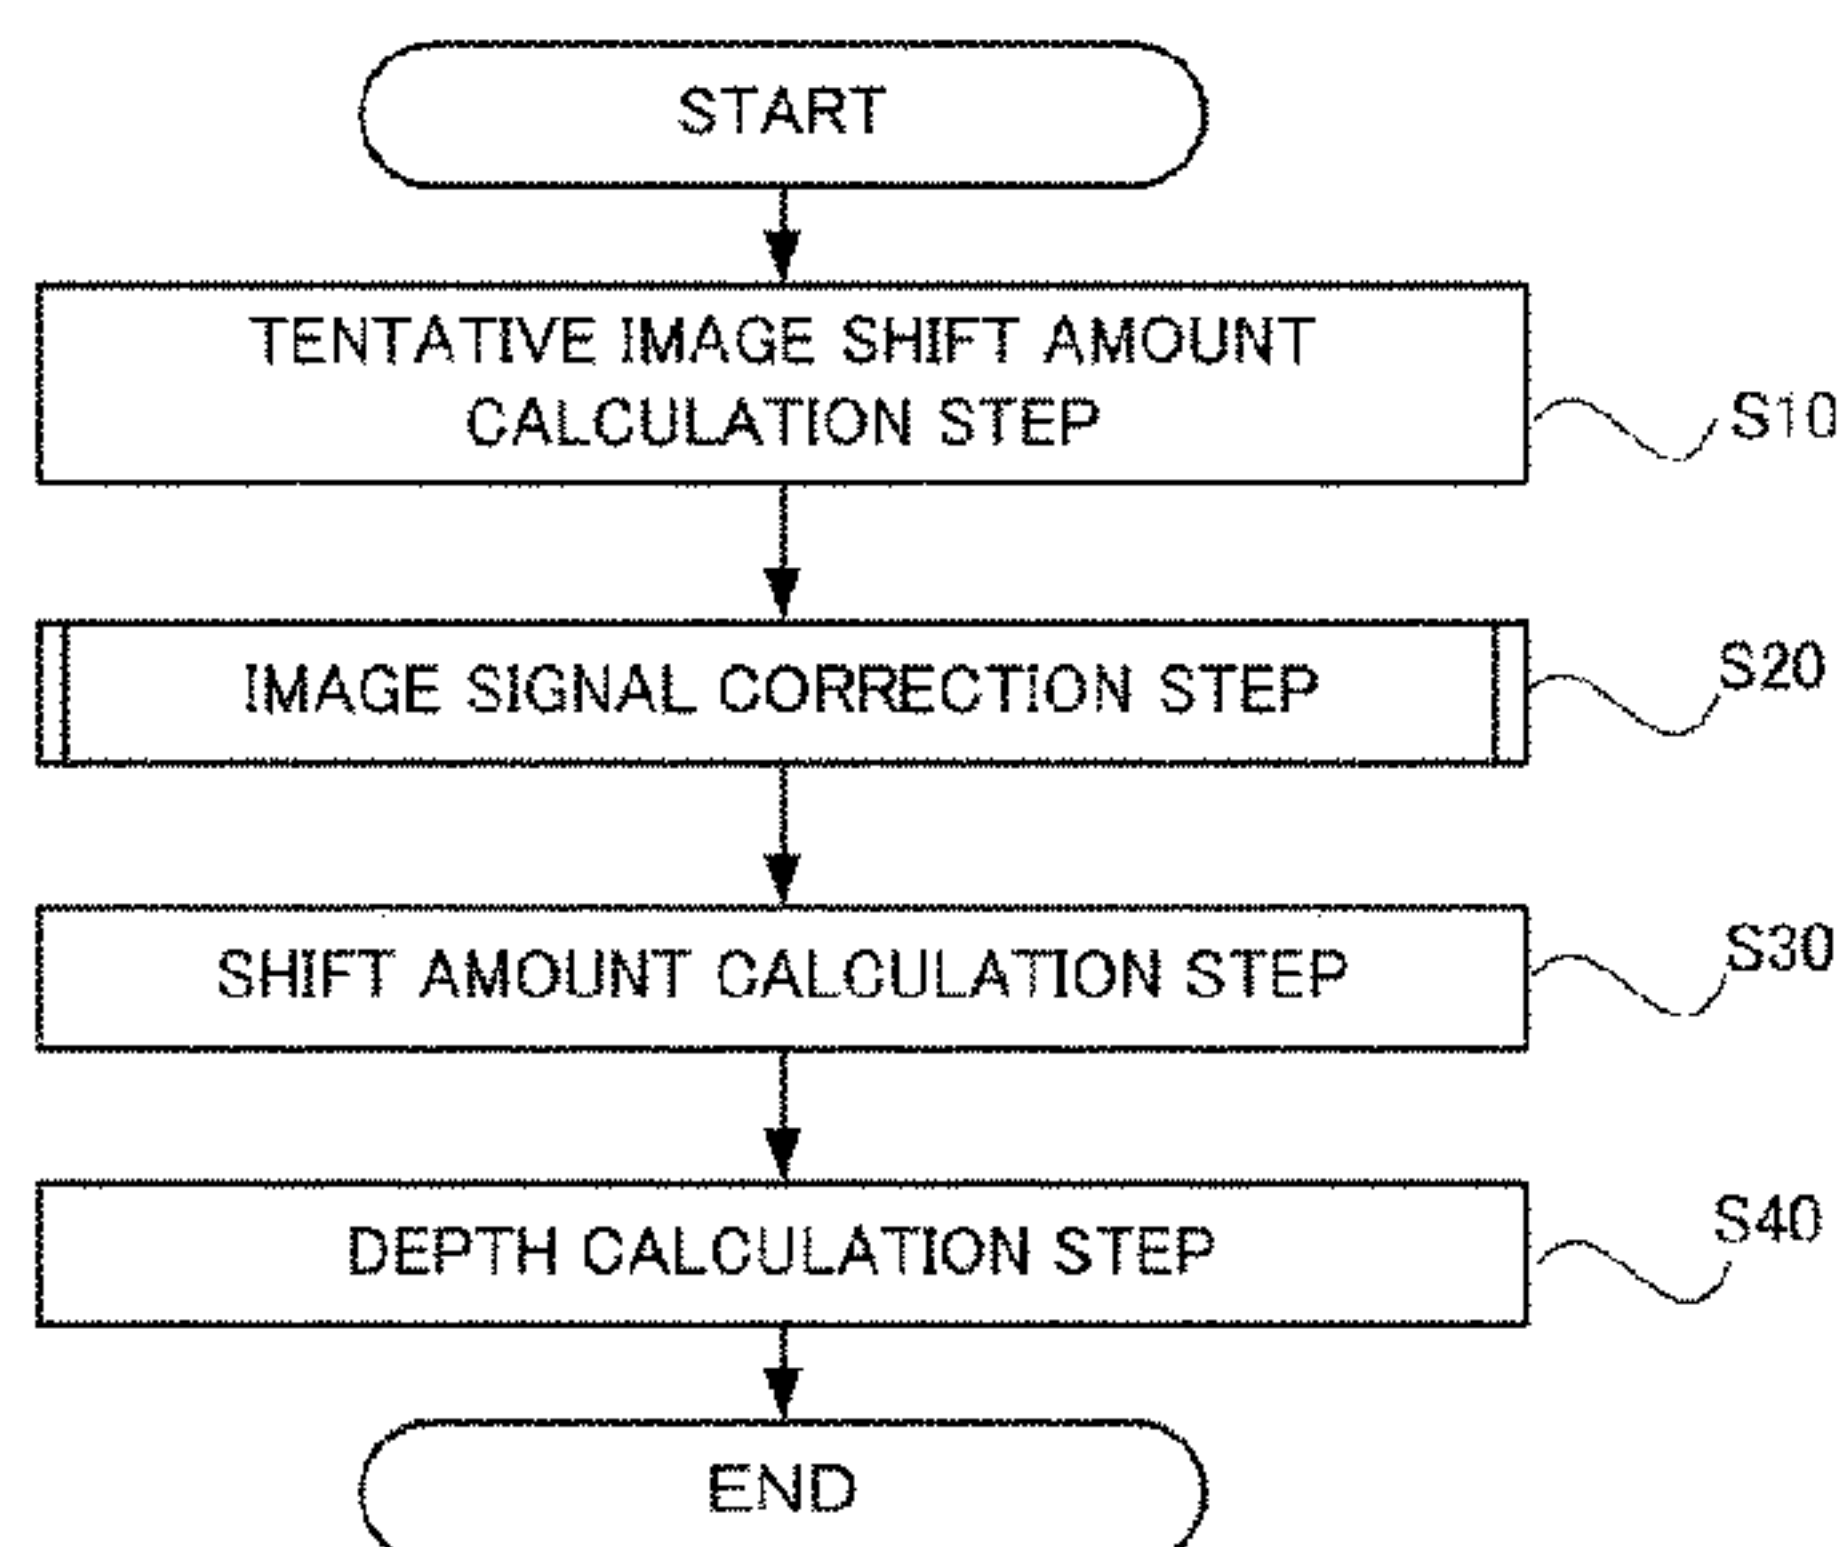 START
TENTATIVE IMAGE SHIFT AMOUNT
CALCULATION STEP
S10
IMAGE SIGNAL CORRECTION STEP
S20
SHIFT AMOUNT CALCULATION STEP
S30
DEPTH CALCULATION STEP
S40
END